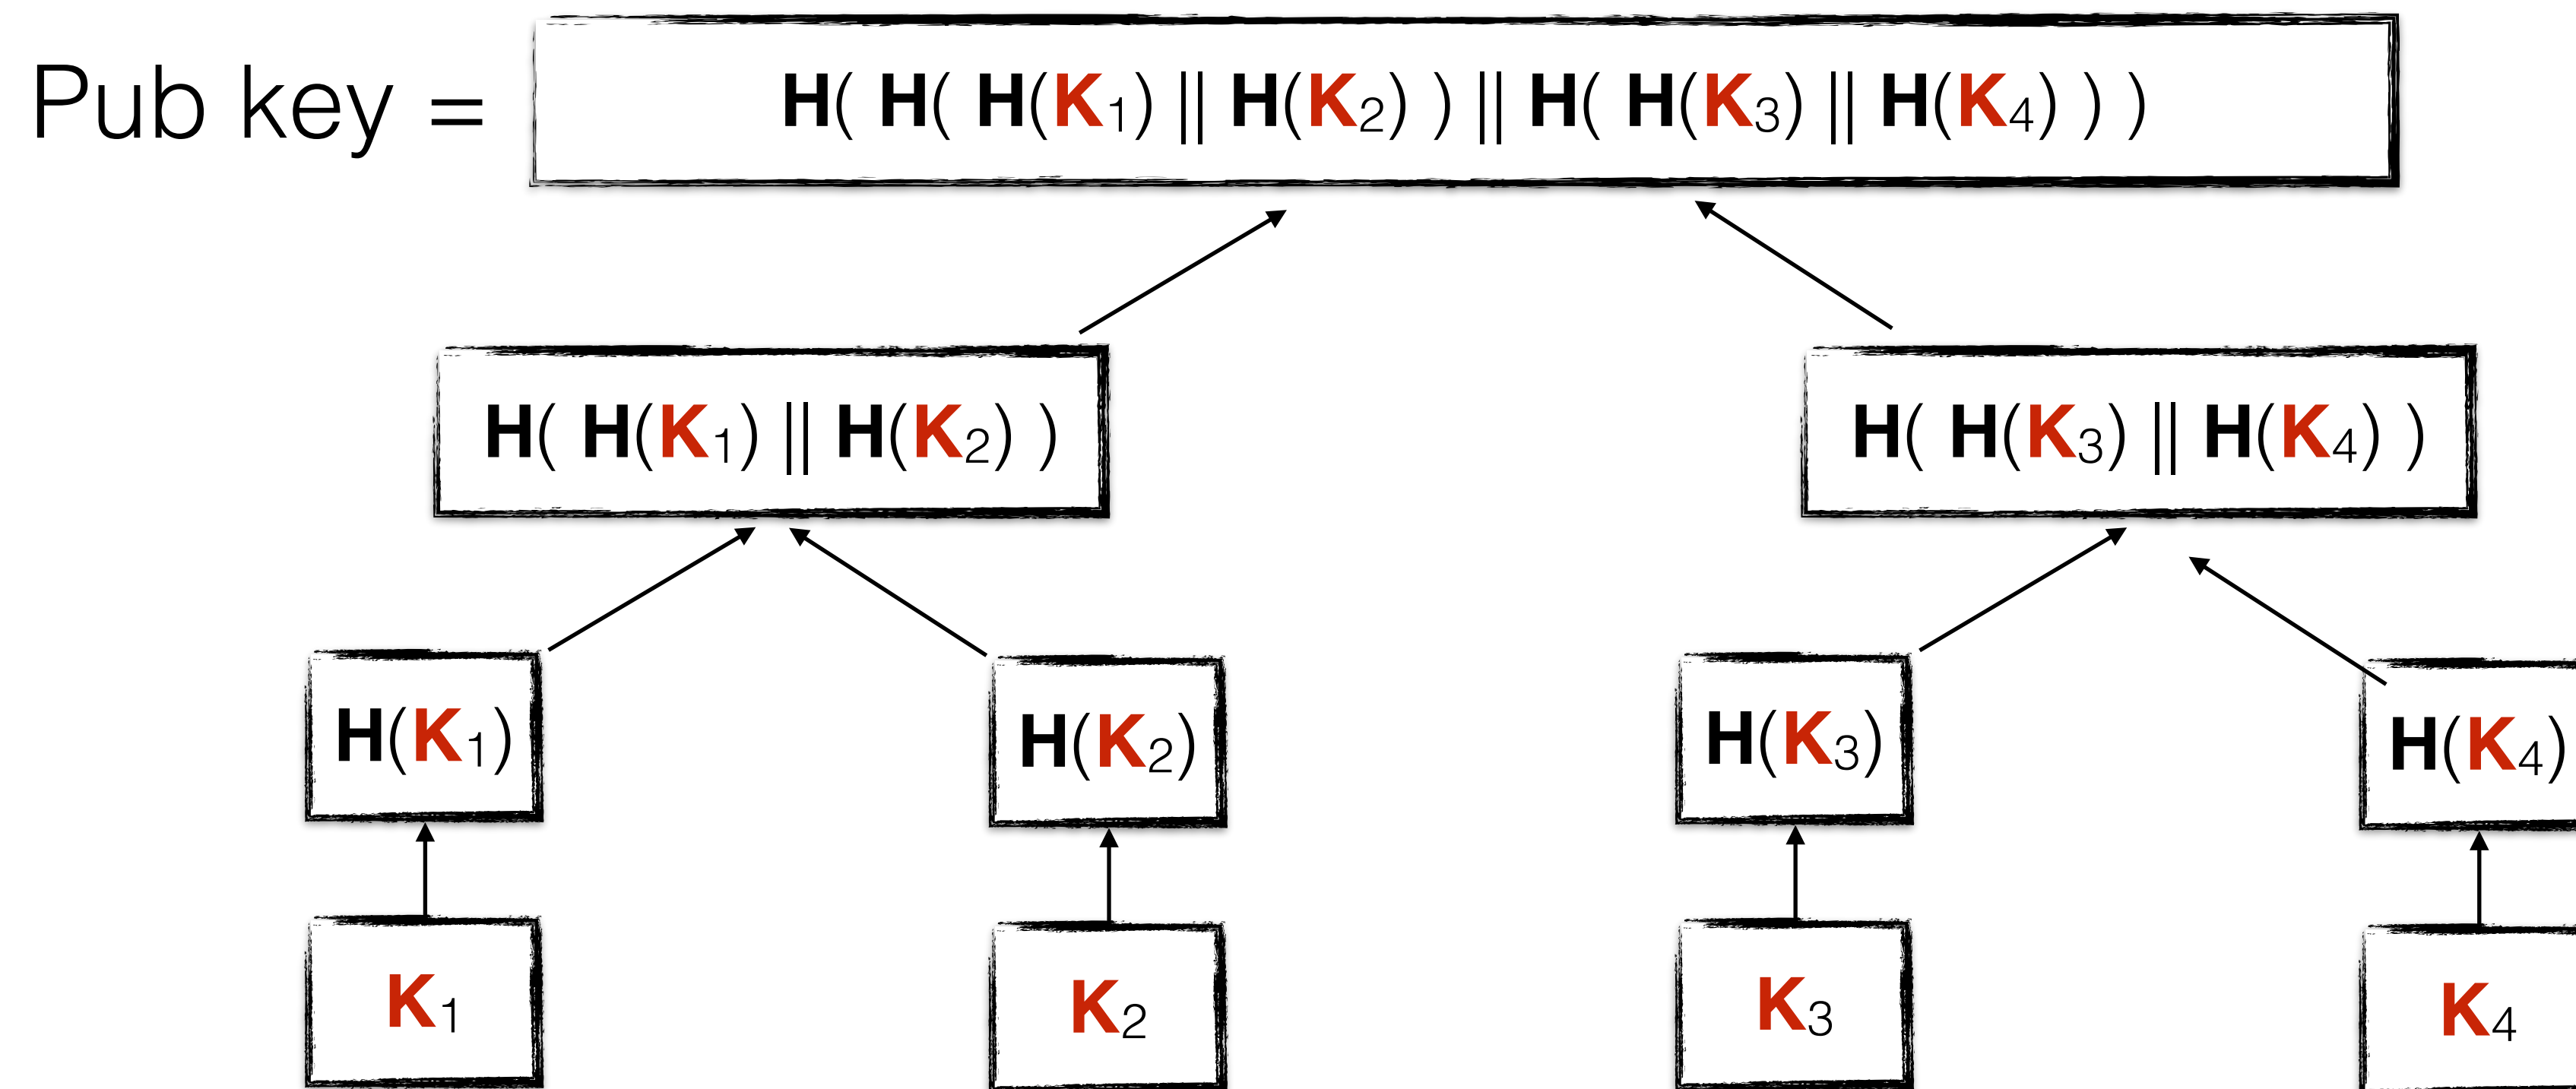 Pub key = H( H( H(K₁) || H(K₂) ) || H( H(K₃) || H(K₄) ) )
H( H(K₁) || H(K₂) ) H( H(K₃) || H(K₄) )
H(K₁) H(K₂) H(K₃) H(K₄)
K₁ K₂ K₃ K₄